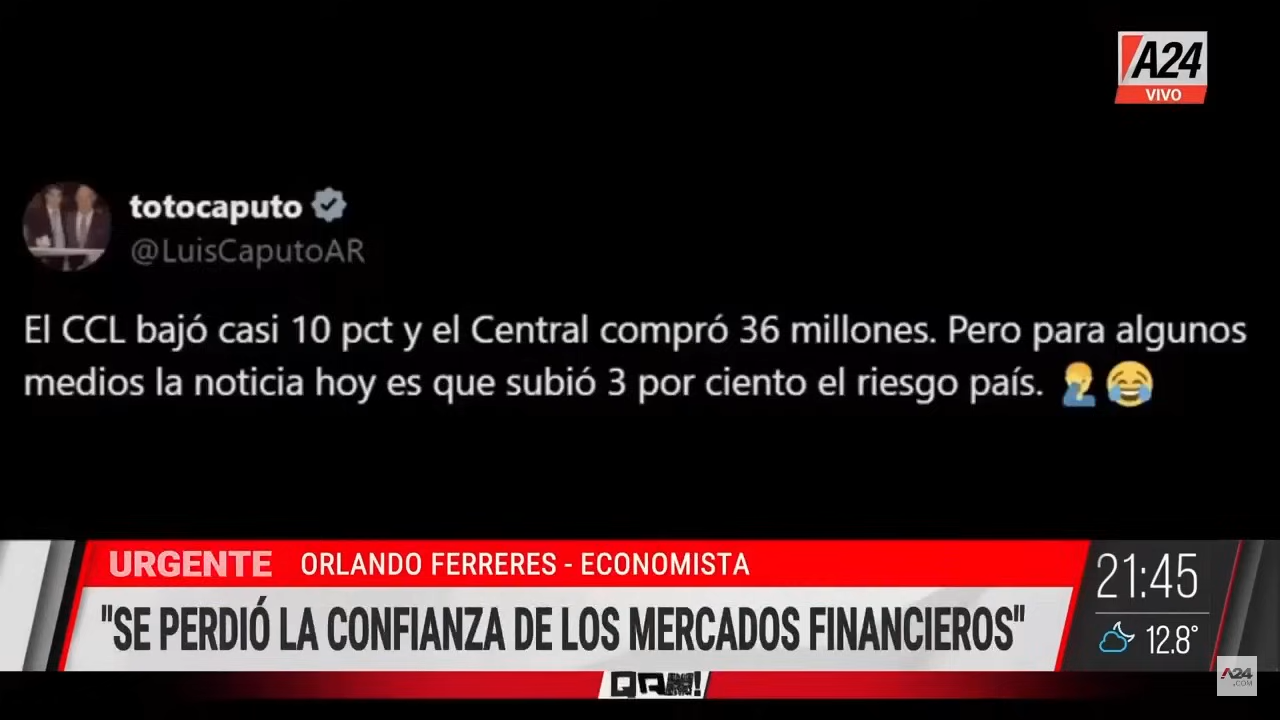 A24
VIVO
totocaputo
@LuisCaputoAR
El CCL bajó casi 10 pct y el Central compró 36 millones. Pero para algunos
medios la noticia hoy es que subió 3 por ciento el riesgo país. 🤦‍♂️😂
URGENTE ORLANDO FERRERES - ECONOMISTA
"SE PERDIÓ LA CONFIANZA DE LOS MERCADOS FINANCIEROS"
21:45
12.8°
A24
.COM